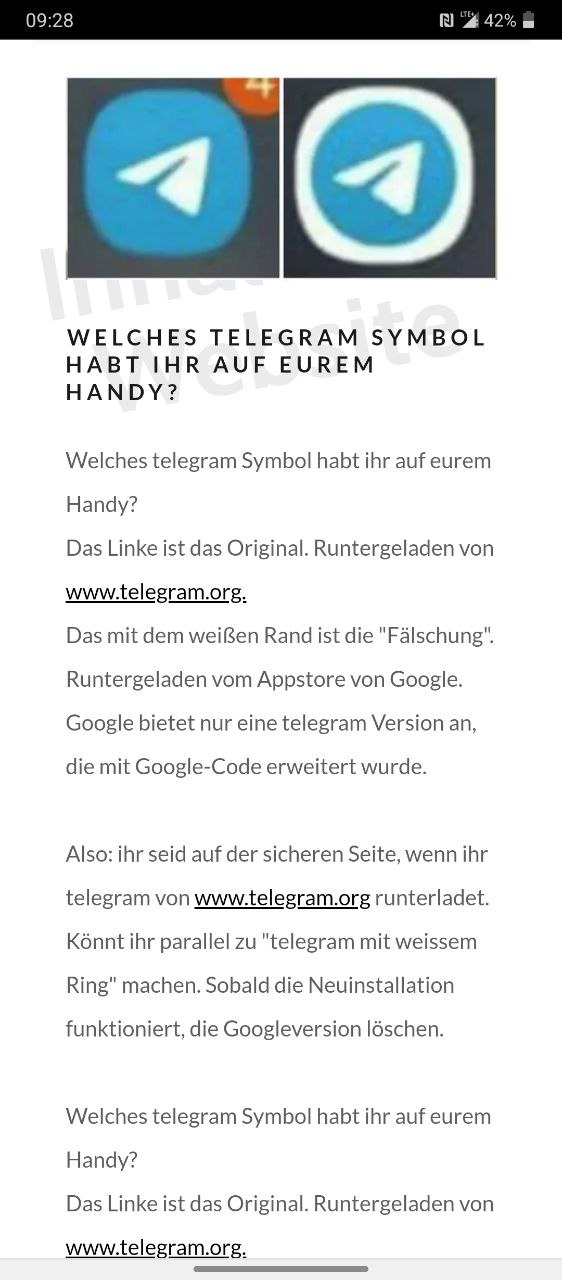 09:28
LTE+ 42%
4
Website
WELCHES TELEGRAM SYMBOL
HABT IHR AUF EUREM
HANDY?
Welches telegram Symbol habt ihr auf eurem
Handy?
Das Linke ist das Original. Runtergeladen von
www.telegram.org.
Das mit dem weißen Rand ist die "Fälschung".
Runtergeladen vom Appstore von Google.
Google bietet nur eine telegram Version an,
die mit Google-Code erweitert wurde.
Also: ihr seid auf der sicheren Seite, wenn ihr
telegram von www.telegram.org runterladet.
Könnt ihr parallel zu "telegram mit weissem
Ring" machen. Sobald die Neuinstallation
funktioniert, die Googleversion löschen.
Welches telegram Symbol habt ihr auf eurem
Handy?
Das Linke ist das Original. Runtergeladen von
www.telegram.org.